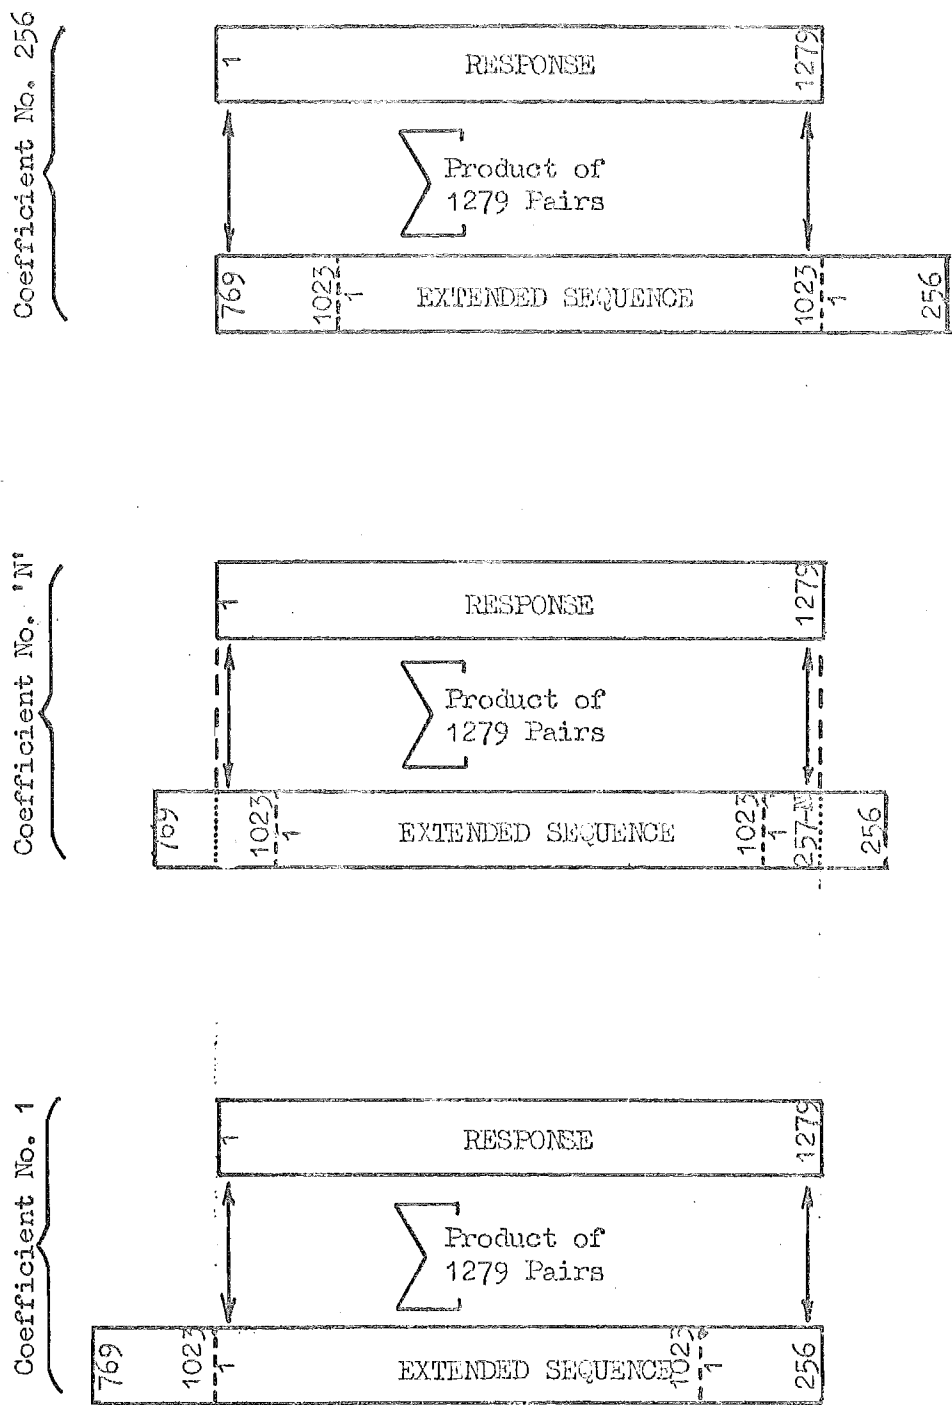 Coefficient No. 256
1
RESPONSE
1279
Product of
1279 Pairs
769
1023
1
EXTENDED SEQUENCE
1023
1
256
Coefficient No. 'N'
1
RESPONSE
1279
Product of
1279 Pairs
769
1023
1
EXTENDED SEQUENCE
1023
1
257-N
256
Coefficient No. 1
1
RESPONSE
1279
Product of
1279 Pairs
769
1023
1
EXTENDED SEQUENCE
1023
1
256